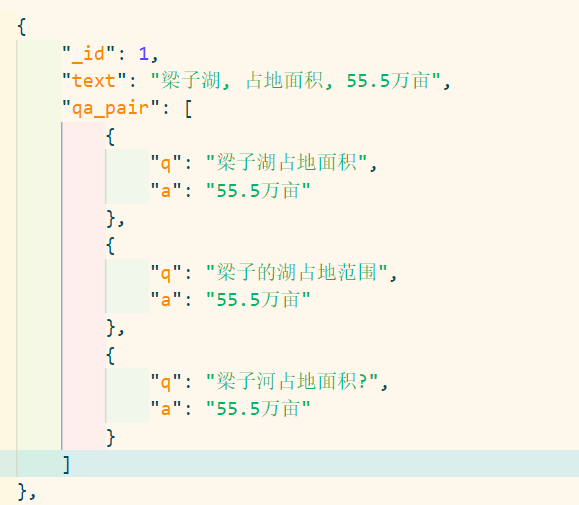 {
    "_id": 1,
    "text": "梁子湖, 占地面积, 55.5万亩",
    "qa_pair": [
        {
            "q": "梁子湖占地面积",
            "a": "55.5万亩"
        },
        {
            "q": "梁子的湖占地范围",
            "a": "55.5万亩"
        },
        {
            "q": "梁子河占地面积?",
            "a": "55.5万亩"
        }
    ]
},